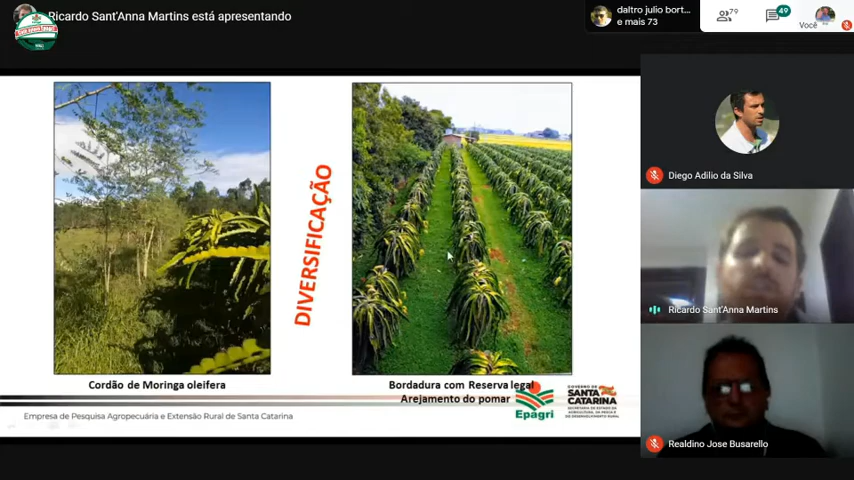 Ricardo Sant'Anna Martins está apresentando
daltro julio bort...
e mais 73
79
49
Você
Diego Adílio da Silva
DIVERSIFICAÇÃO
Ricardo Sant'Anna Martins
Cordão de Moringa oleifera
Bordadura com Reserva legal
Arejamento do pomar
Epagri
GOVERNO DE
SANTA
CATARINA
Empresa de Pesquisa Agropecuária e Extensão Rural de Santa Catarina
Realdino Jose Busarello